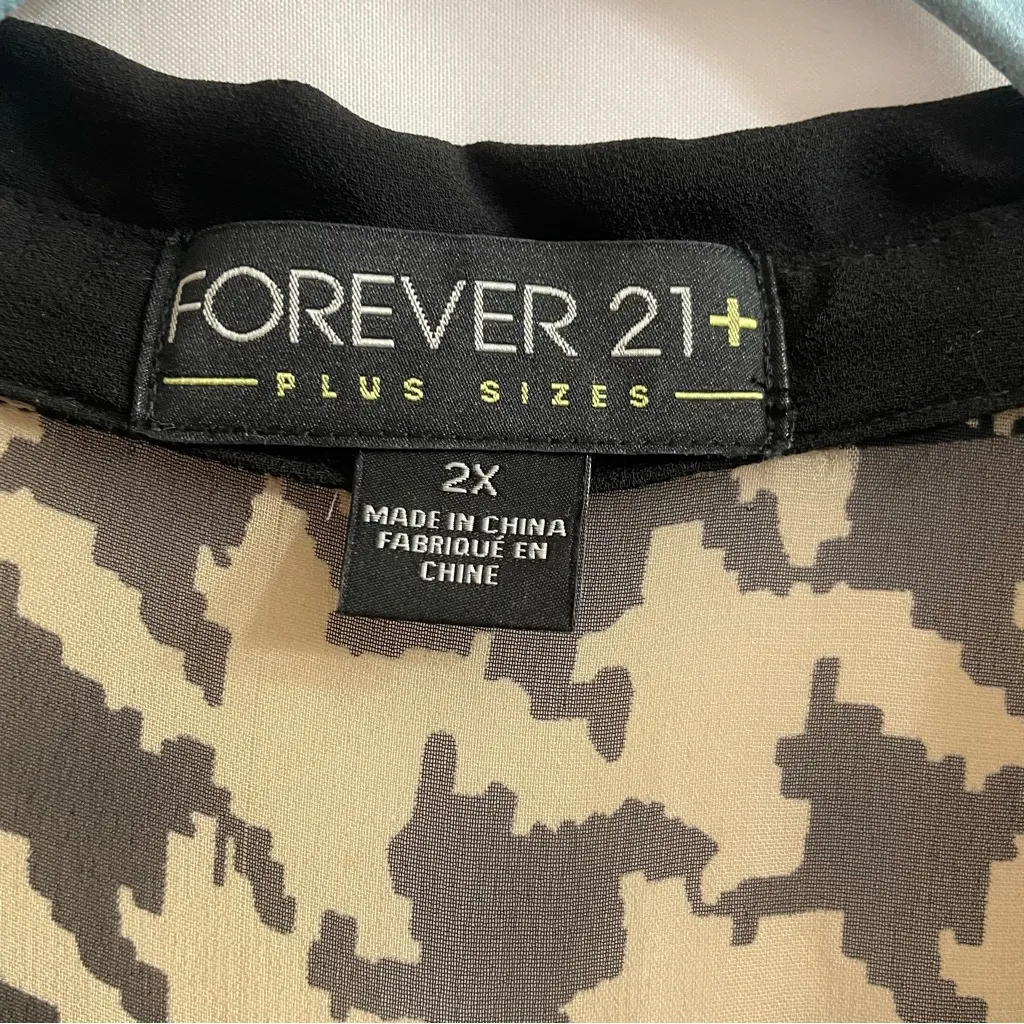 FOREVER 21+
PLUS SIZES
2X
MADE IN CHINA
FABRIQUÉ EN
CHINE